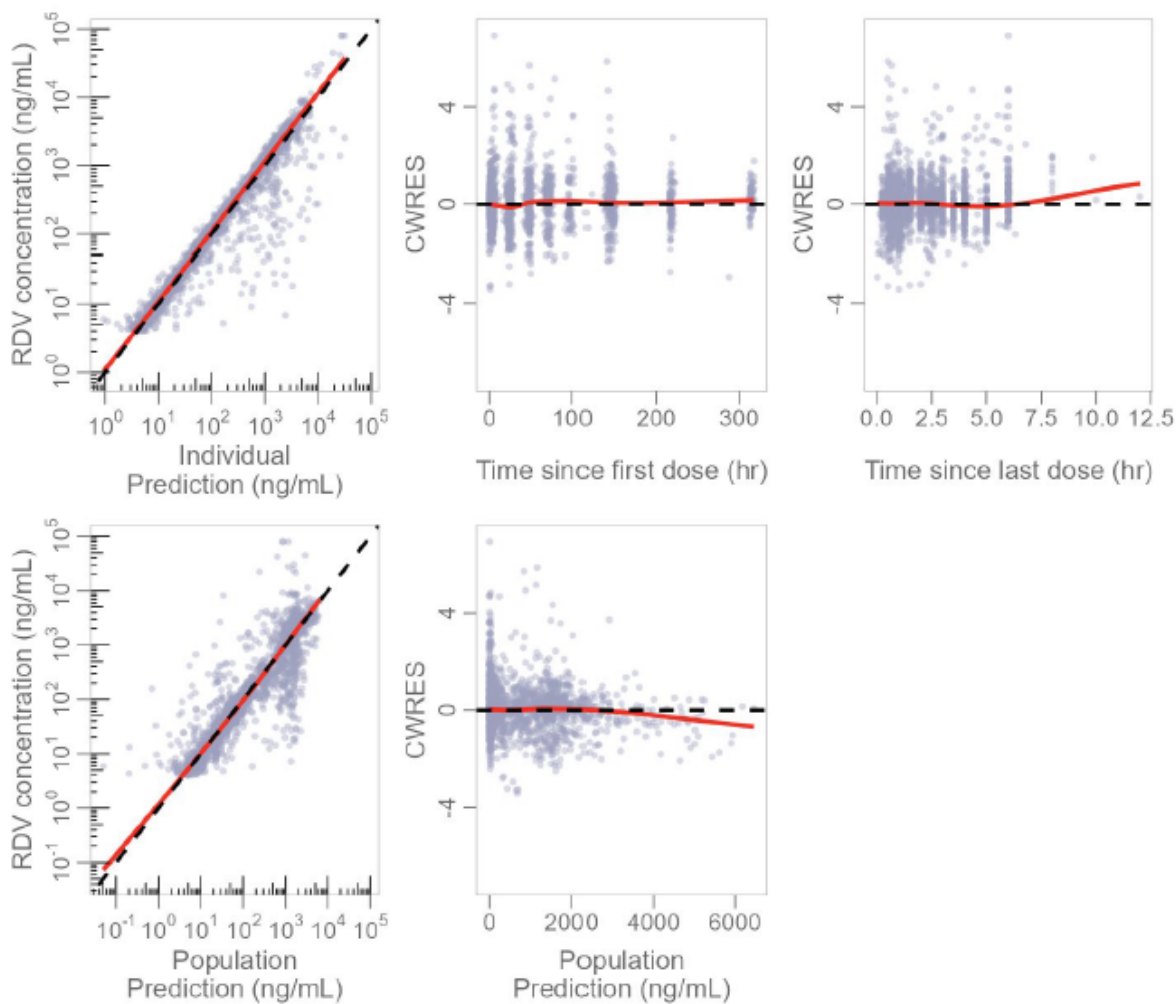 RDV concentration (ng/mL)
10^5
10^4
10^3
10^2
10^1
10^0
10^0 10^1 10^2 10^3 10^4 10^5
Individual
Prediction (ng/mL)
CWRES
4
0
-4
0 100 200 300
Time since first dose (hr)
CWRES
4
0
-4
0.0 2.5 5.0 7.5 10.0 12.5
Time since last dose (hr)
RDV concentration (ng/mL)
10^5
10^4
10^3
10^2
10^1
10^0
10^-1
10^-1 10^0 10^1 10^2 10^3 10^4 10^5
Population
Prediction (ng/mL)
CWRES
4
0
-4
0 2000 4000 6000
Population
Prediction (ng/mL)